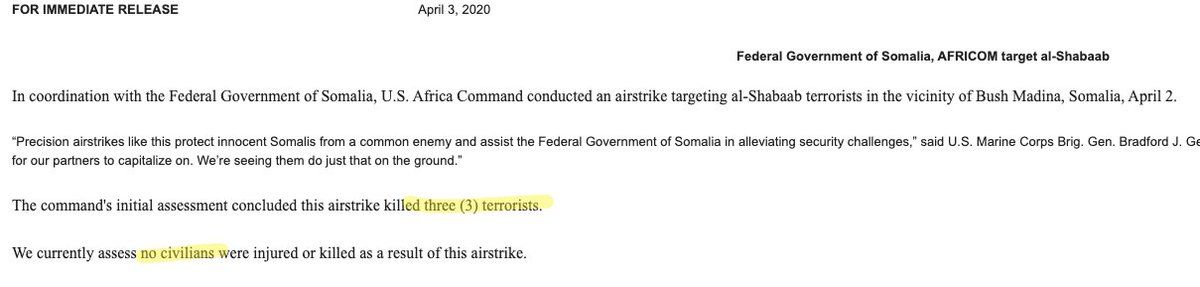 FOR IMMEDIATE RELEASE April 3, 2020
Federal Government of Somalia, AFRICOM target al-Shabaab
In coordination with the Federal Government of Somalia, U.S. Africa Command conducted an airstrike targeting al-Shabaab terrorists in the vicinity of Bush Madina, Somalia, April 2.
“Precision airstrikes like this protect innocent Somalis from a common enemy and assist the Federal Government of Somalia in alleviating security challenges,” said U.S. Marine Corps Brig. Gen. Bradford J.
for our partners to capitalize on. We’re seeing them do just that on the ground.”
The command's initial assessment concluded this airstrike killed three (3) terrorists.
We currently assess no civilians were injured or killed as a result of this airstrike.